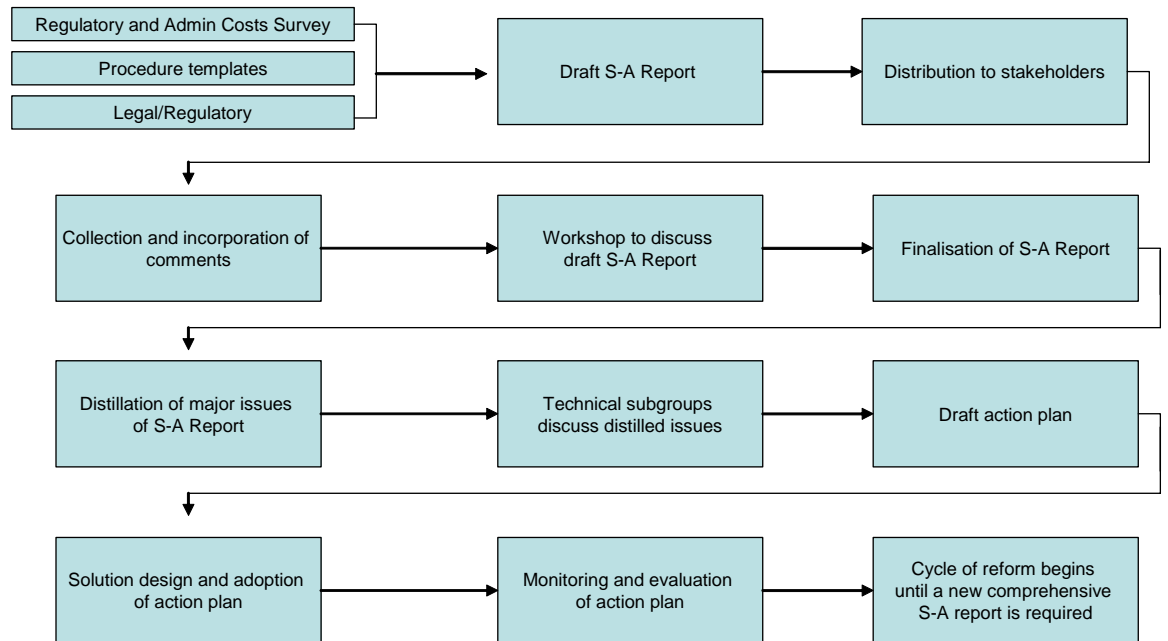 Regulatory and Admin Costs Survey
Procedure templates
Legal/Regulatory
Draft S-A Report
Distribution to stakeholders
Collection and incorporation of
comments
Workshop to discuss
draft S-A Report
Finalisation of S-A Report
Distillation of major issues
of S-A Report
Technical subgroups
discuss distilled issues
Draft action plan
Solution design and adoption
of action plan
Monitoring and evaluation
of action plan
Cycle of reform begins
until a new comprehensive
S-A report is required